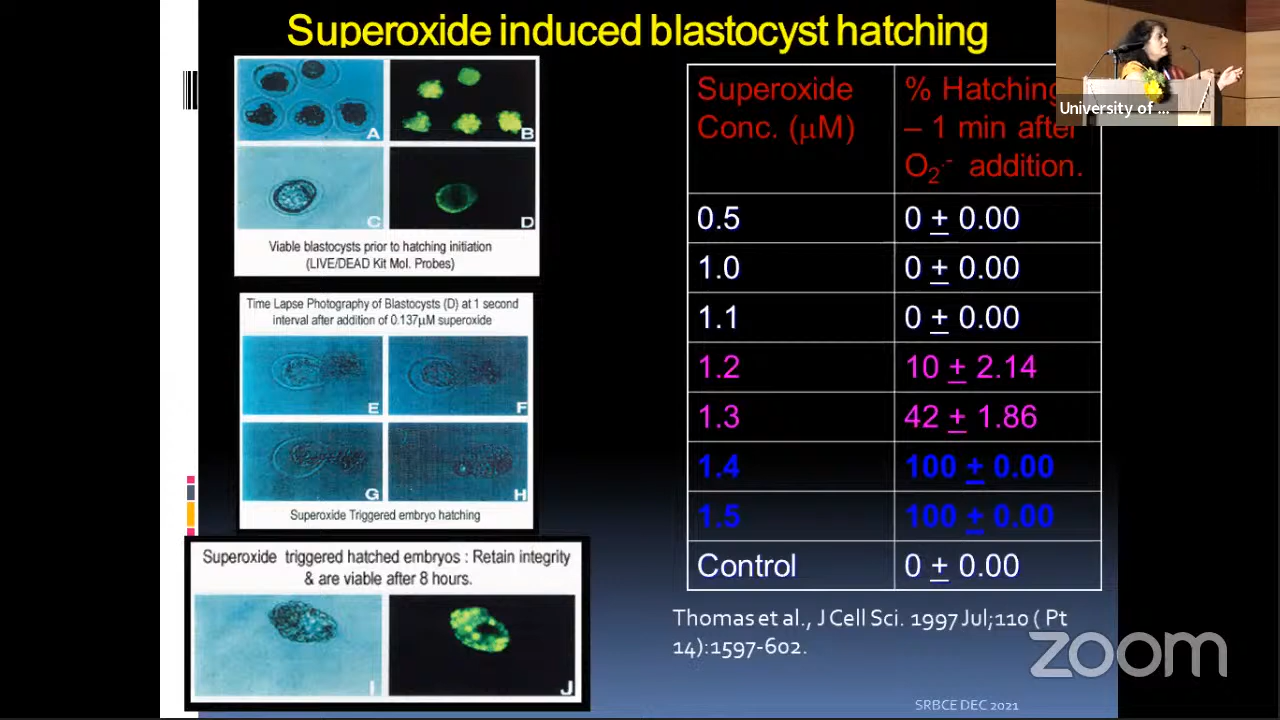 Superoxide induced blastocyst hatching
A
B
C
D
Viable blastocysts prior to hatching initiation
(LIVE/DEAD Kit Mol. Probes)
Time Lapse Photography of Blastocysts (D) at 1 second
interval after addition of 0.137μM superoxide
E
F
G
H
Superoxide Triggered embryo hatching
Superoxide triggered hatched embryos : Retain integrity
& are viable after 8 hours.
I
J
Superoxide
Conc. (μM)
% Hatching
– 1 min after
O₂·⁻ addition.
0.5
0 ± 0.00
1.0
0 ± 0.00
1.1
0 ± 0.00
1.2
10 ± 2.14
1.3
42 ± 1.86
1.4
100 ± 0.00
1.5
100 ± 0.00
Control
0 ± 0.00
Thomas et al., J Cell Sci. 1997 Jul;110 ( Pt
14):1597-602.
University of ...
zoom
SRBCE DEC 2021